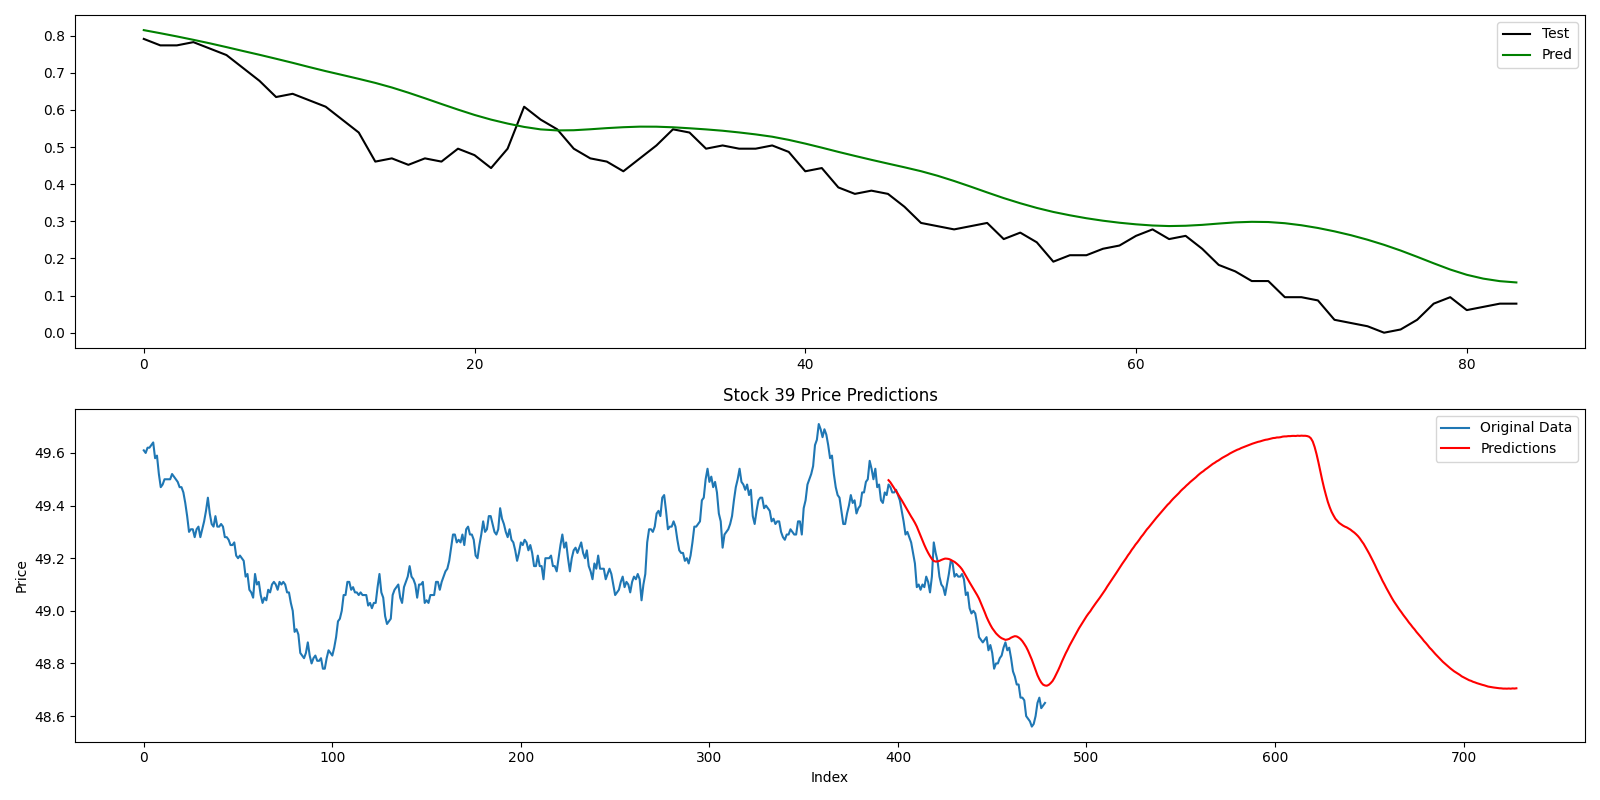 0.8
0.7
0.6
0.5
0.4
0.3
0.2
0.1
0.0
Test
Pred
0 20 40 60 80
Stock 39 Price Predictions
Price
49.6
49.4
49.2
49.0
48.8
48.6
Original Data
Predictions
0 100 200 300 400 500 600 700
Index